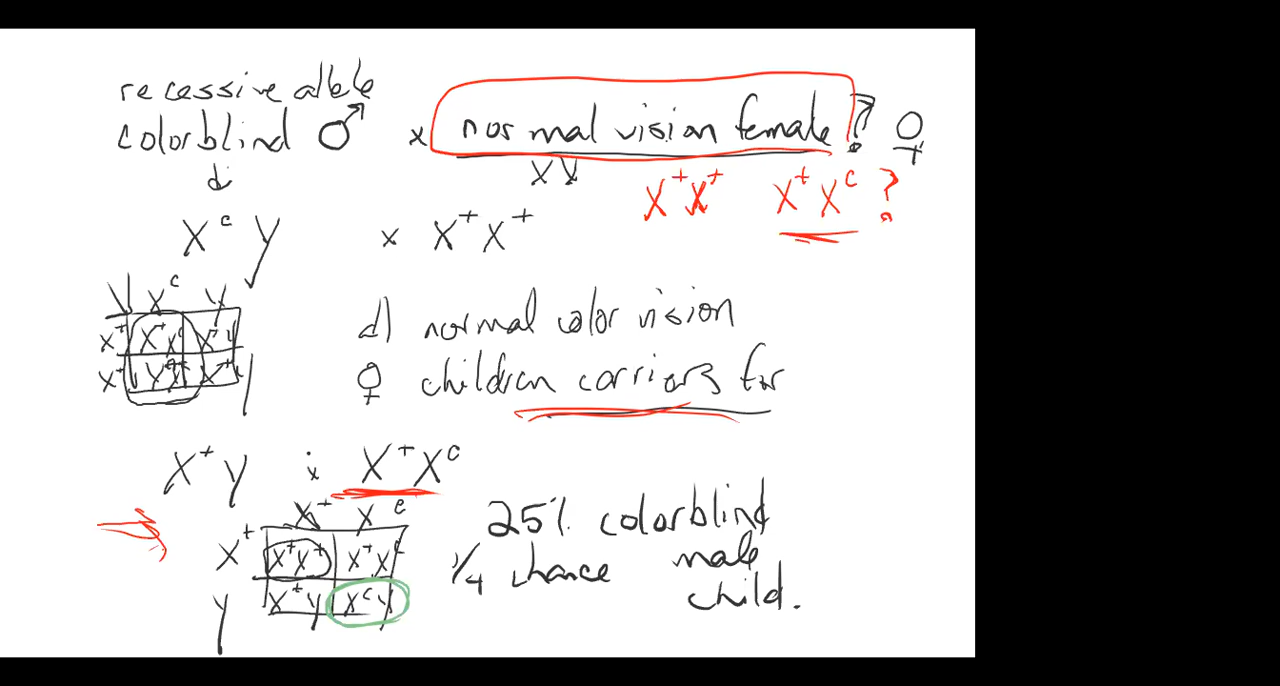 recessive allele
colorblind ♂ x normal vision female ? ♀
XX X⁺X⁺ X⁺Xᶜ ?
Xᶜ Y x X⁺X⁺
Xᶜ Y
X⁺ X⁺Xᶜ X⁺Y
X⁺ X⁺
d) normal color vision
♀ children carriers for
X⁺Y x X⁺Xᶜ
X⁺ Xᶜ
X⁺ X⁺X⁺ X⁺Xᶜ
Y X⁺Y XᶜY
25% colorblind
1/4 chance male
child.